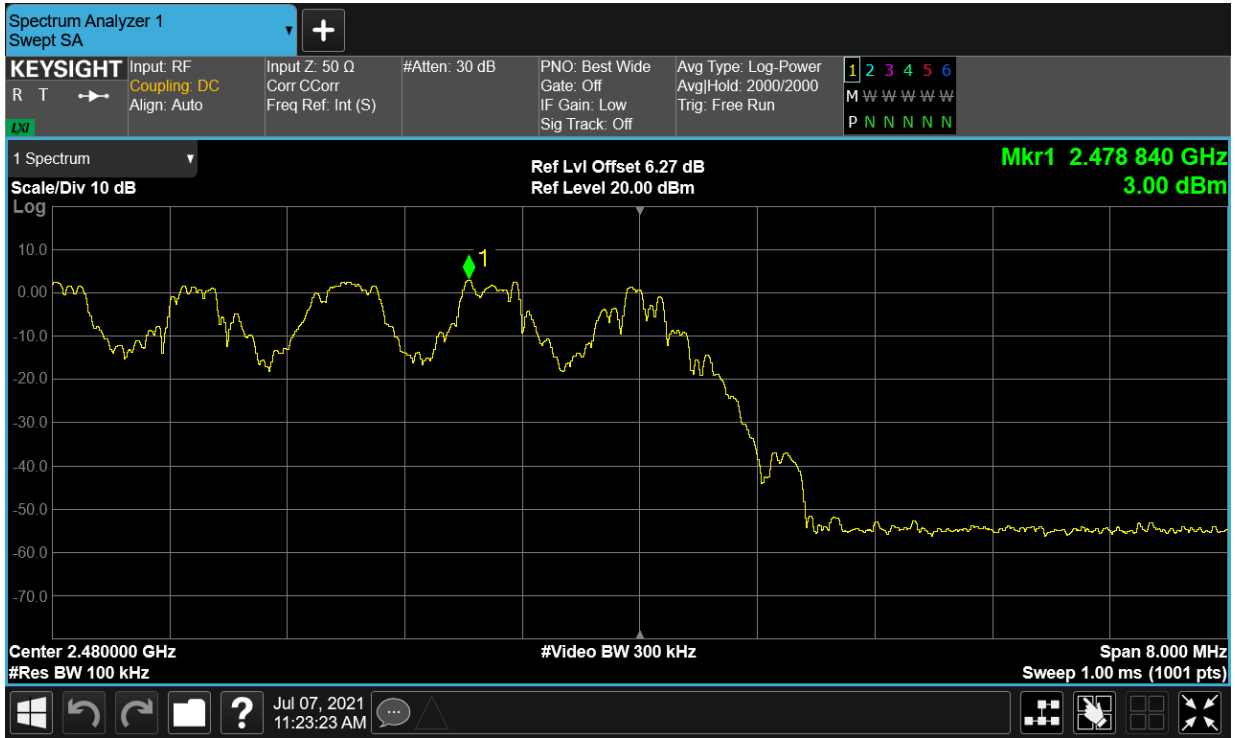 Spectrum Analyzer 1
Swept SA
+
KEYSIGHT
R T
LXI
Input: RF
Coupling: DC
Align: Auto
Input Z: 50 Ω
Corr CCorr
Freq Ref: Int (S)
#Atten: 30 dB
PNO: Best Wide
Gate: Off
IF Gain: Low
Sig Track: Off
Avg Type: Log-Power
Avg|Hold: 2000/2000
Trig: Free Run
1 2 3 4 5 6
M W W W W W
P N N N N N
1 Spectrum
Scale/Div 10 dB
Log
Ref Lvl Offset 6.27 dB
Ref Level 20.00 dBm
Mkr1 2.478 840 GHz
3.00 dBm
1
10.0
0.00
-10.0
-20.0
-30.0
-40.0
-50.0
-60.0
-70.0
Center 2.480000 GHz
#Res BW 100 kHz
#Video BW 300 kHz
Span 8.000 MHz
Sweep 1.00 ms (1001 pts)
?
Jul 07, 2021
11:23:23 AM